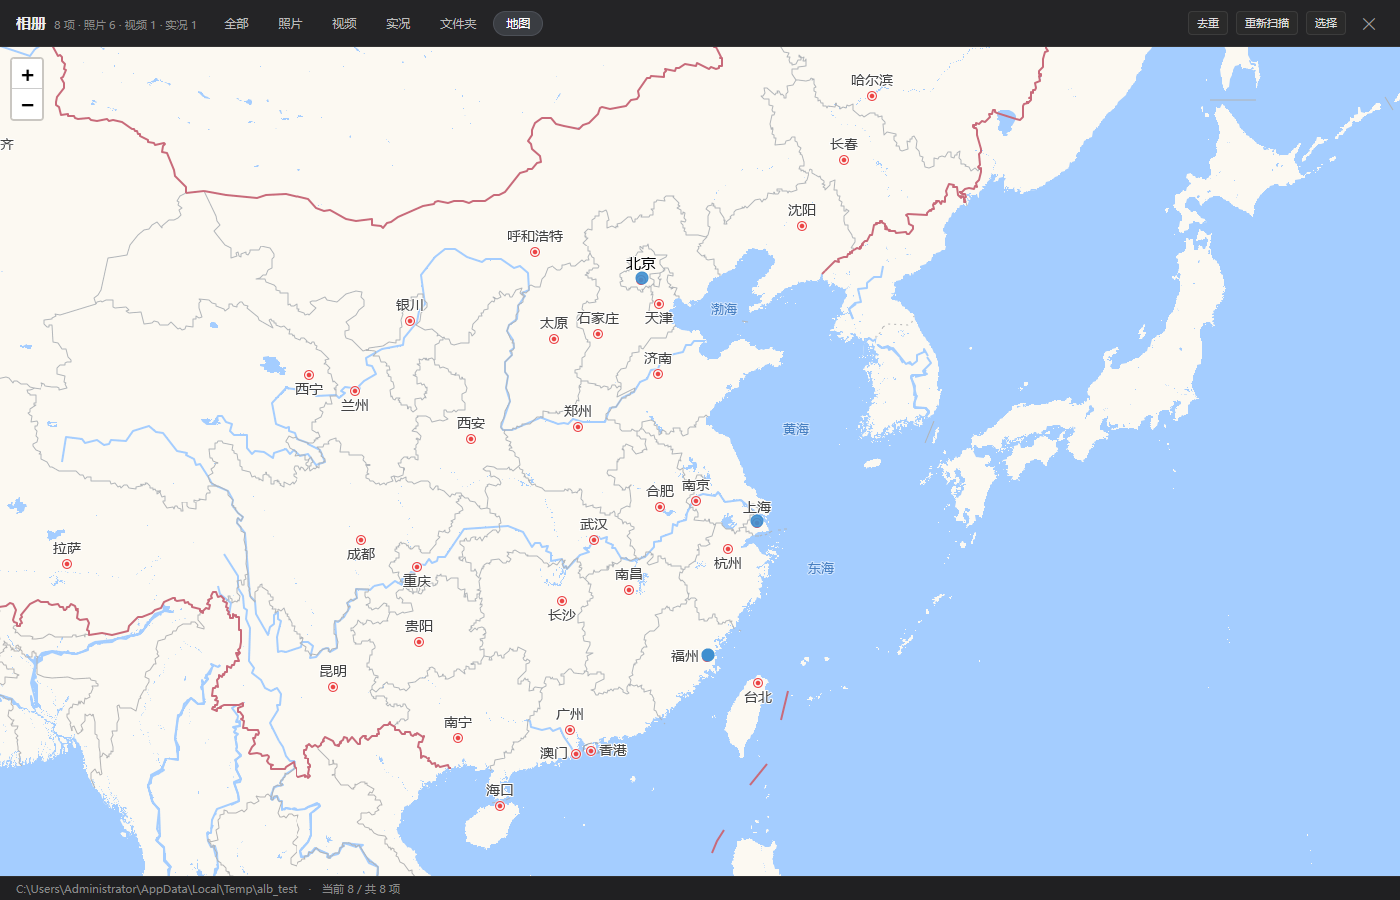 相册 8 项 · 照片 6 · 视频 1 · 实况 1 全部 照片 视频 实况 文件夹 地图 去重 重新扫描 选择
+
−
哈尔滨
齐
长春
沈阳
呼和浩特
北京
银川
天津
渤海
太原
石家庄
济南
西宁
兰州
郑州
西安
黄海
合肥
南京
上海
武汉
拉萨
成都
杭州
东海
重庆
南昌
长沙
贵阳
福州
昆明
台北
广州
南宁
澳门
香港
海口
C:\Users\Administrator\AppData\Local\Temp\alb_test · 当前 8 / 共 8 项